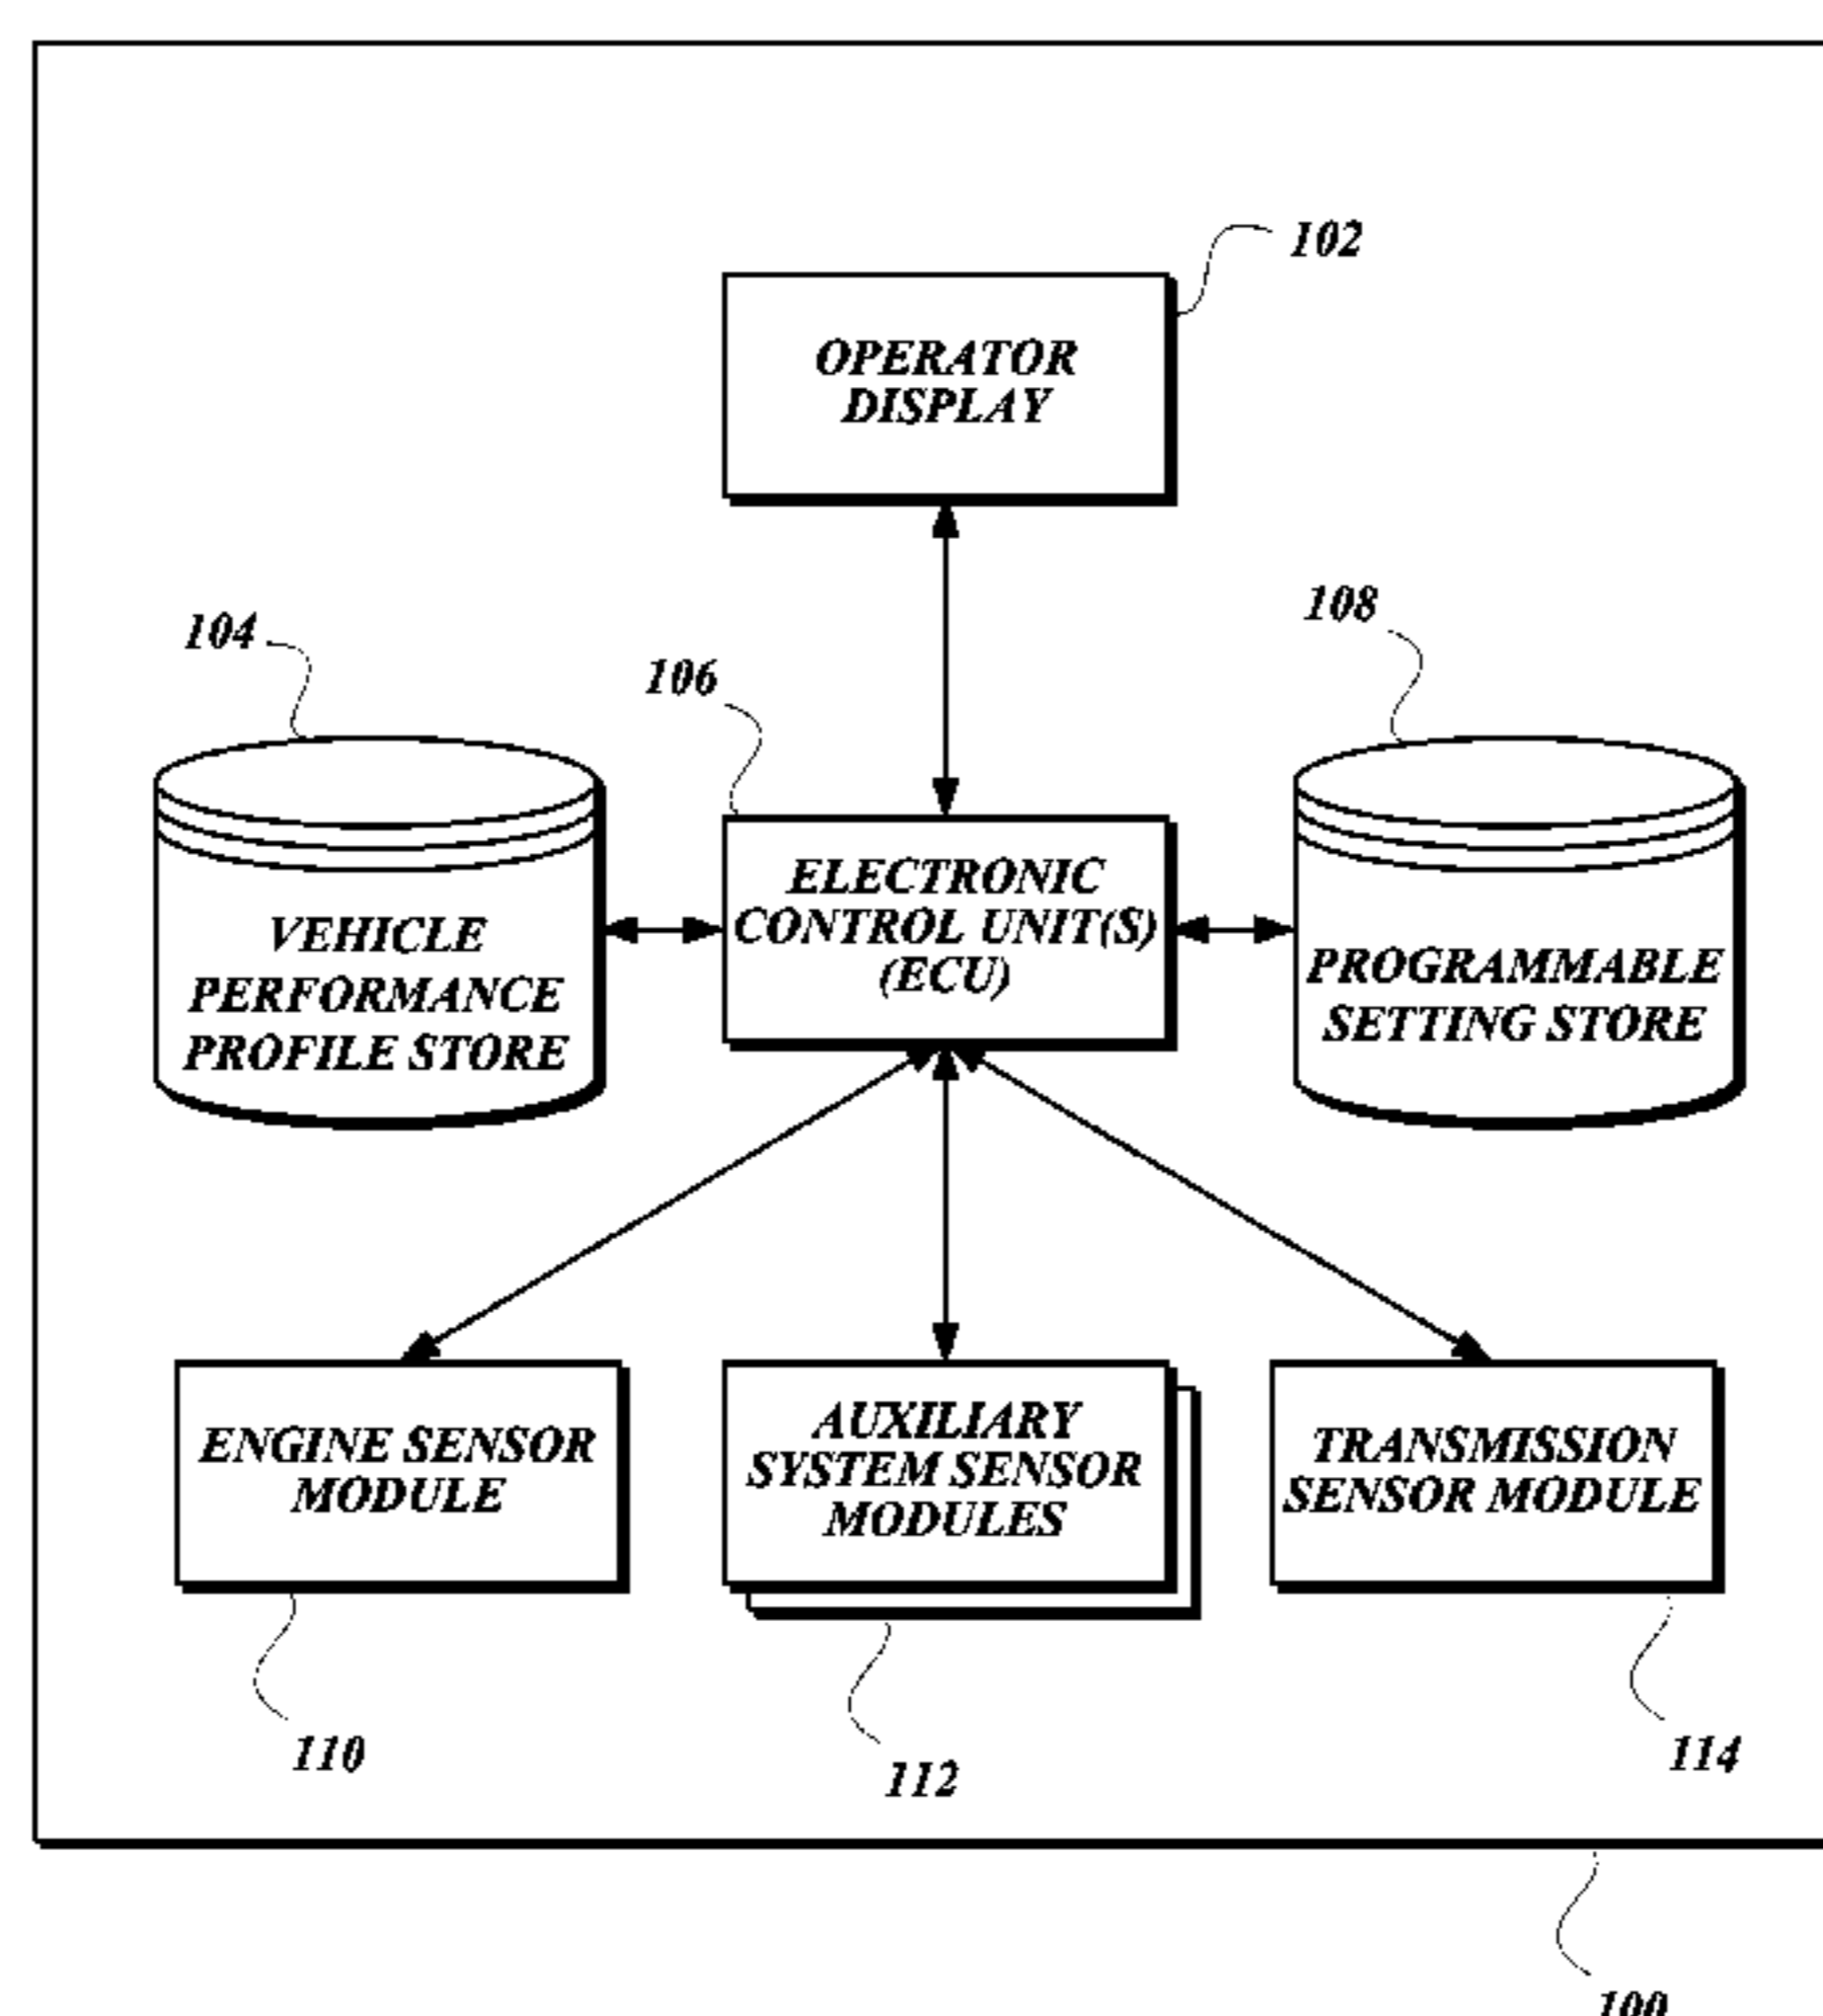 102
OPERATOR
DISPLAY
104
108
106
VEHICLE
PERFORMANCE
PROFILE STORE
ELECTRONIC
CONTROL UNIT(S)
(ECU)
PROGRAMMABLE
SETTING STORE
ENGINE SENSOR
MODULE
AUXILIARY
SYSTEM SENSOR
MODULES
TRANSMISSION
SENSOR MODULE
110
112
114
100